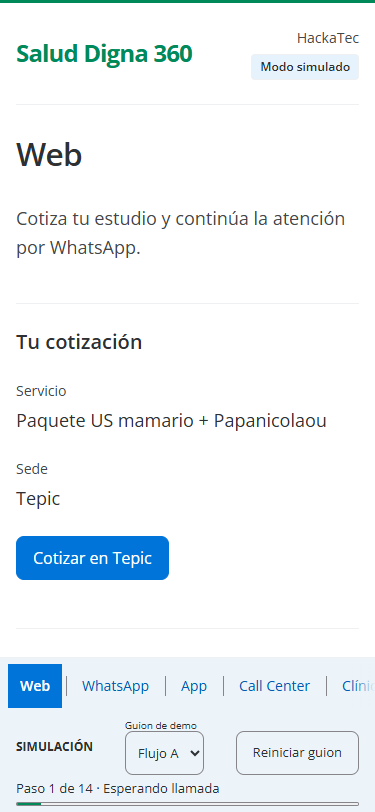 Salud Digna 360
HackaTec
Modo simulado
Web
Cotiza tu estudio y continúa la atención
por WhatsApp.
Tu cotización
Servicio
Paquete US mamario + Papanicolaou
Sede
Tepic
Cotizar en Tepic
Web
WhatsApp
App
Call Center
Clíni
SIMULACIÓN
Guion de demo
Flujo A
Reiniciar guion
Paso 1 de 14 · Esperando llamada